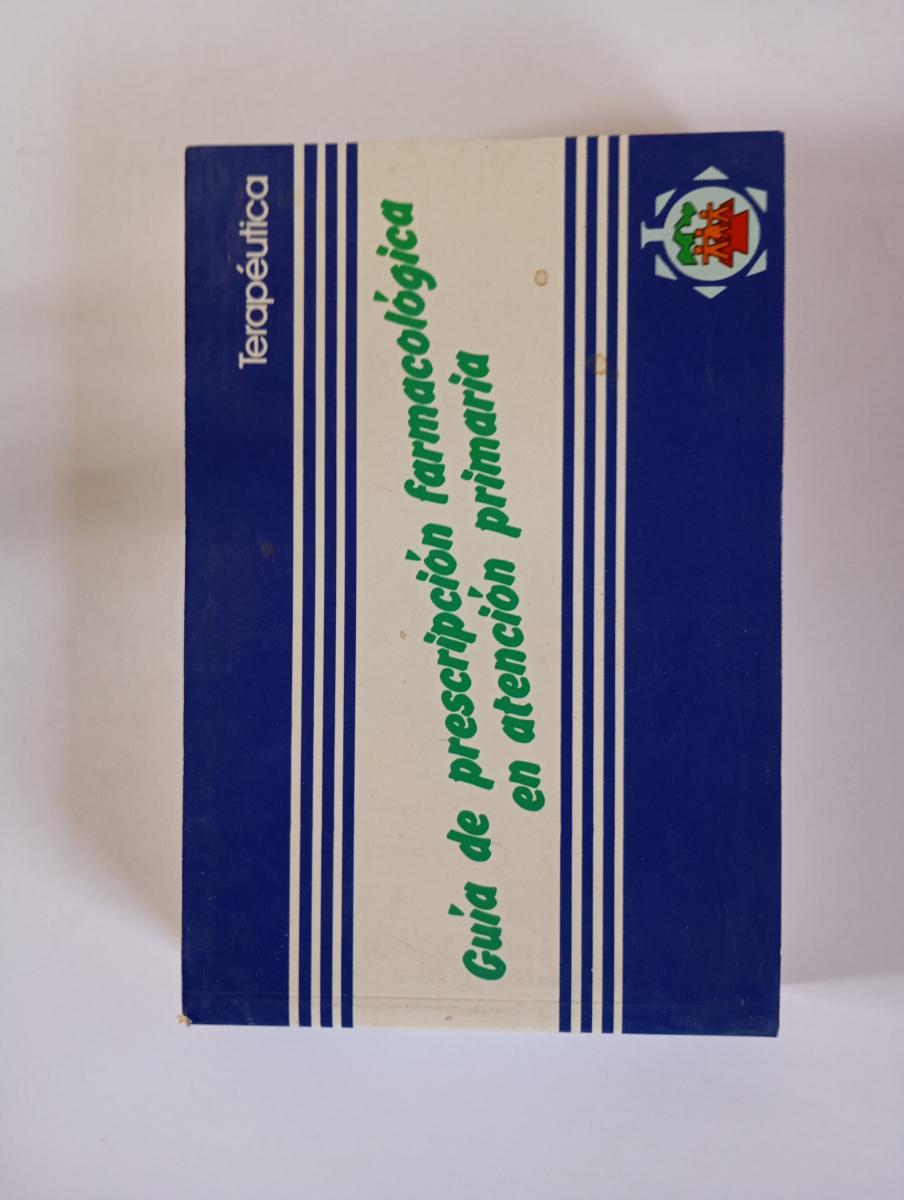 Terapéutica
Guía de prescripción farmacológica
en atención primaria